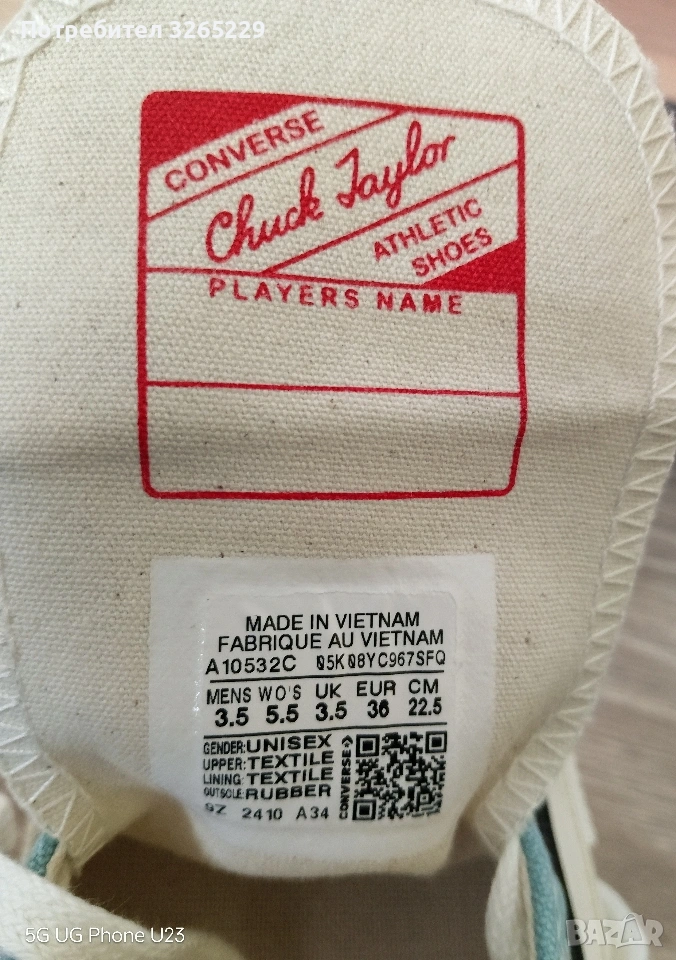 Потребител 3265229
CONVERSE
Chuck Taylor
ATHLETIC
SHOES
PLAYERS NAME
MADE IN VIETNAM
FABRIQUE AU VIETNAM
A10532C 05K08YC967SFQ
MENS WO'S UK EUR CM
3.5 5.5 3.5 36 22.5
GENDER: UNISEX
UPPER: TEXTILE
LINING: TEXTILE
OUTSOLE: RUBBER
CONVERSE
SZ 2410 A34
5G UG Phone U23
BAZAR